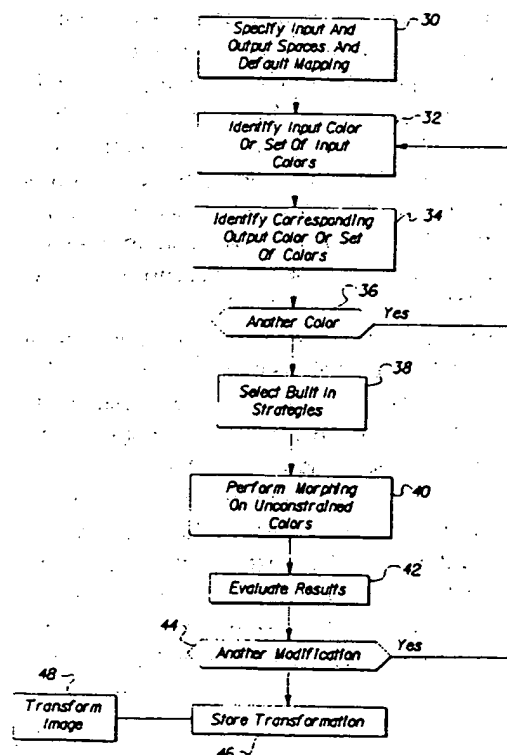 30
Specify Input And
Output Spaces And
Default Mapping
32
Identify Input Color
Or Set Of Input
Colors
34
Identify Corresponding
Output Color Or Set
Of Colors
36
Another Color
Yes
38
Select Built In
Strategies
Perform Morphing
On Unconstrained
Colors
40
Evaluate Results
42
44
Another Modification
Yes
48
Transform
Image
Store Transformation
46